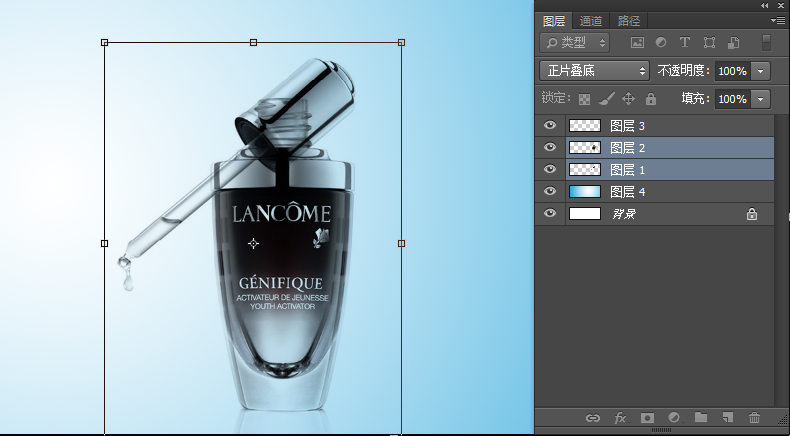 图层 通道 路径
类型 T
正片叠底 不透明度: 100%
锁定: 填充: 100%
图层 3
图层 2
图层 1
图层 4
背景
fx
LANCÔME
GÉNIFIQUE
ACTIVATEUR DE JEUNESSE
YOUTH ACTIVATOR